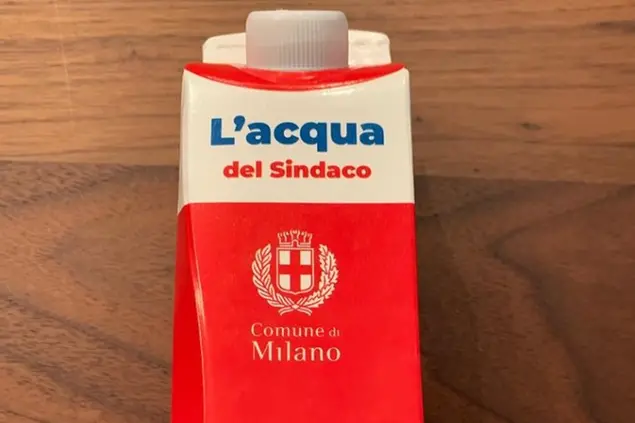 L'acqua
del Sindaco
Comune di
Milano